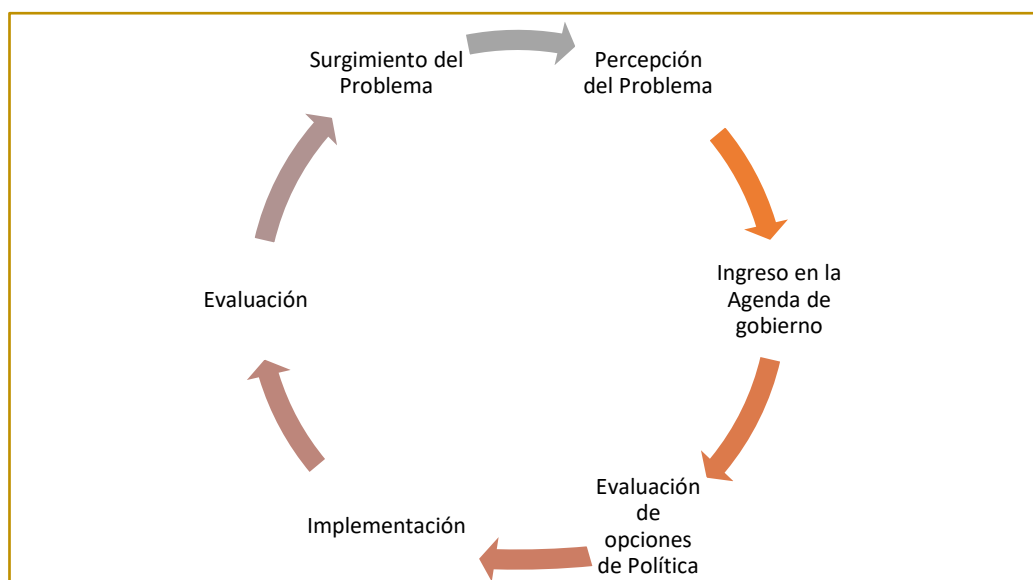 Surgimiento del
Problema
Percepción
del Problema
Ingreso en la
Agenda de
gobierno
Evaluación
de
opciones
de Política
Implementación
Evaluación